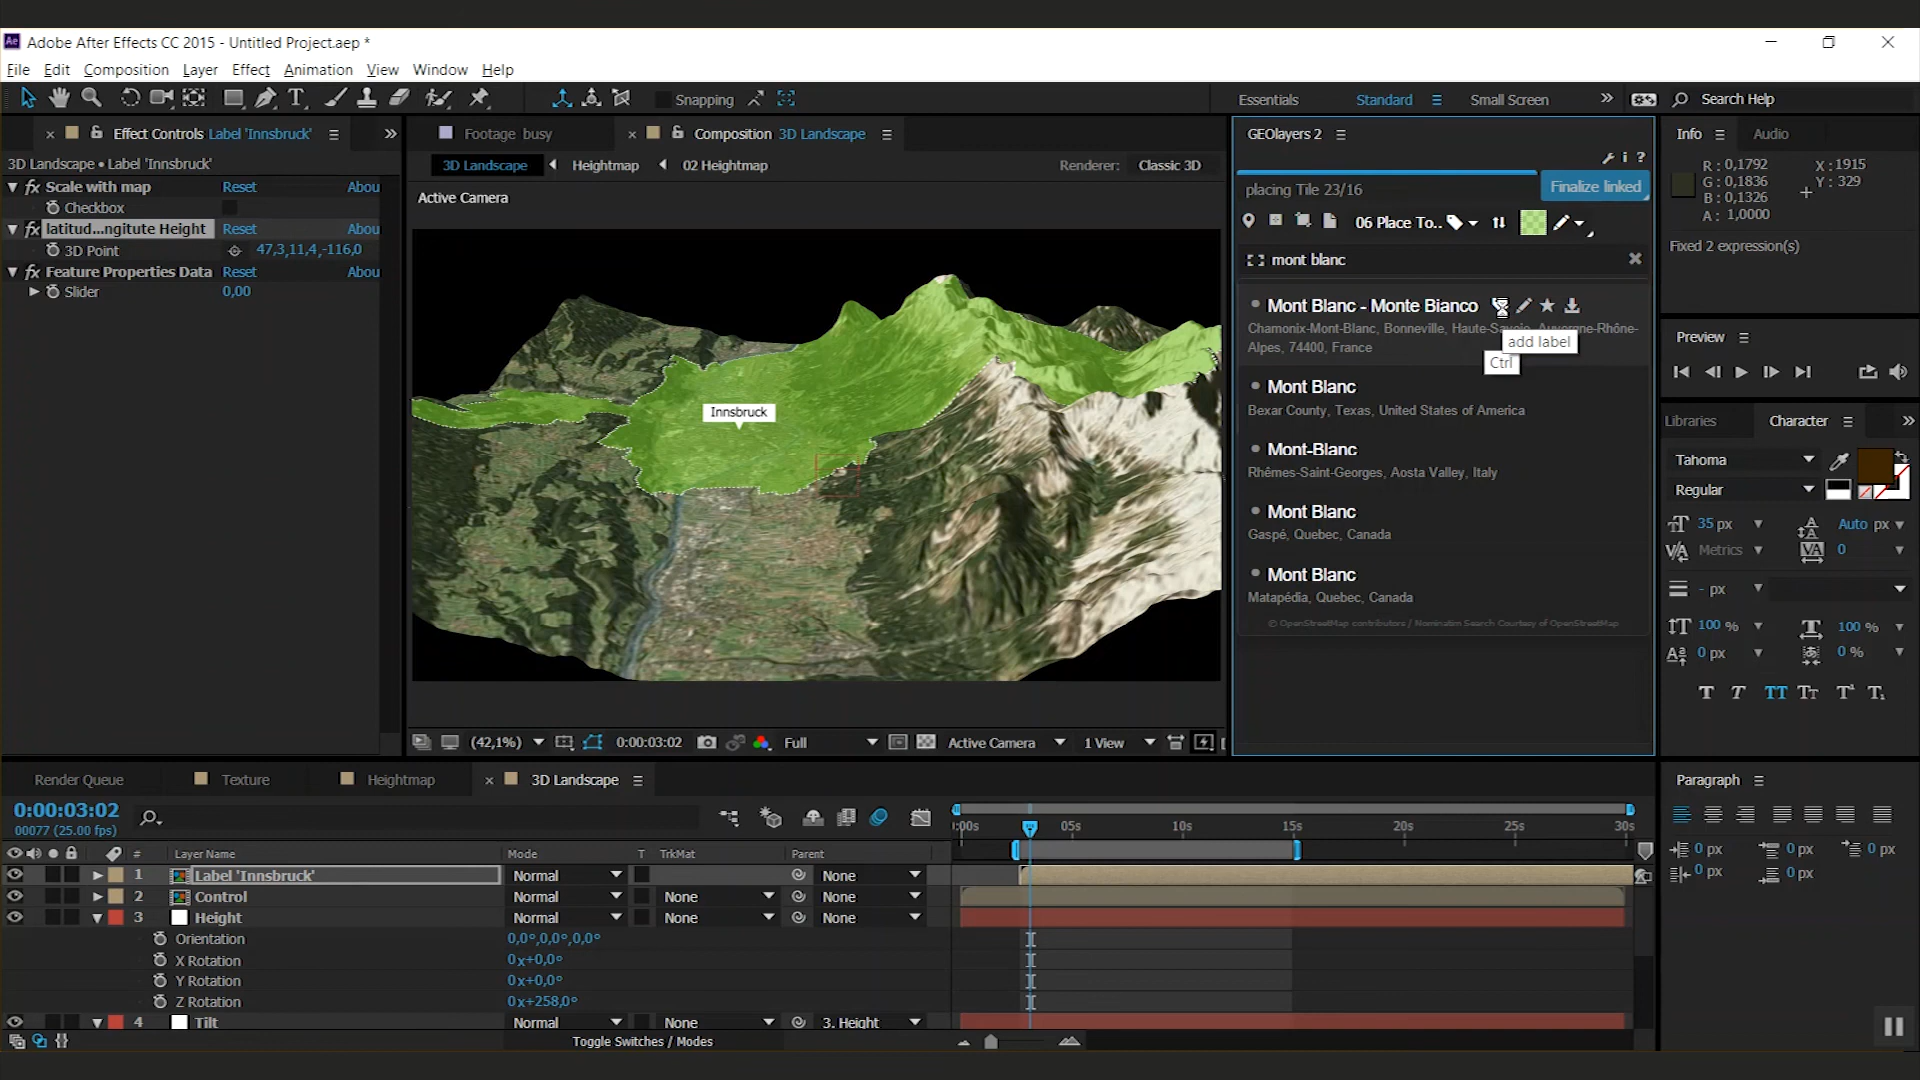 Adobe After Effects CC 2015 - Untitled Project.aep *
File Edit Composition Layer Effect Animation View Window Help
Snapping
Essentials Standard Small Screen Search Help
Effect Controls Label 'Innsbruck'
3D Landscape • Label 'Innsbruck'
Scale with map Reset Abou
Checkbox
latitud...ngitute Height Reset Abou
3D Point 47,3,11,4,-116,0
Feature Properties Data Reset Abou
Slider 0,00
Footage busy
Composition 3D Landscape
3D Landscape Heightmap 02 Heightmap
Renderer: Classic 3D
Active Camera
Innsbruck
(42,1%) 0:00:03:02 Full Active Camera 1 View
GEOlayers 2
placing Tile 23/16 Finalize linked
06 Place To..
mont blanc
Mont Blanc - Monte Bianco
Chamonix-Mont-Blanc, Bonneville, Haute-Savoie, Auvergne-Rhône-
Alpes, 74400, France
add label
Ctrl
Mont Blanc
Bexar County, Texas, United States of America
Mont-Blanc
Rhêmes-Saint-Georges, Aosta Valley, Italy
Mont Blanc
Gaspé, Quebec, Canada
Mont Blanc
Matapédia, Quebec, Canada
© OpenStreetMap contributors / Nominatim Search Courtesy of OpenStreetMap
Info Audio
R : 0,1792 X : 1915
G : 0,1836 Y : 329
B : 0,1326
A : 1,0000
Fixed 2 expression(s)
Preview
Libraries Character
Tahoma
Regular
35 px Auto px
Metrics 0
- px
100 % 100 %
0 px 0 %
Paragraph
0 px 0 px 0 px
0 px 0 px
Render Queue Texture Heightmap 3D Landscape
0:00:03:02
00077 (25.00 fps)
:00s 05s 10s 15s 20s 25s 30s
# Layer Name Mode T TrkMat Parent
1 Label 'Innsbruck' Normal None
2 Control Normal None None
3 Height Normal None None
Orientation 0,0°,0,0°,0,0°
X Rotation 0x+0,0°
Y Rotation 0x+0,0°
Z Rotation 0x+258,0°
4 Tilt Normal None 3. Height
Toggle Switches / Modes